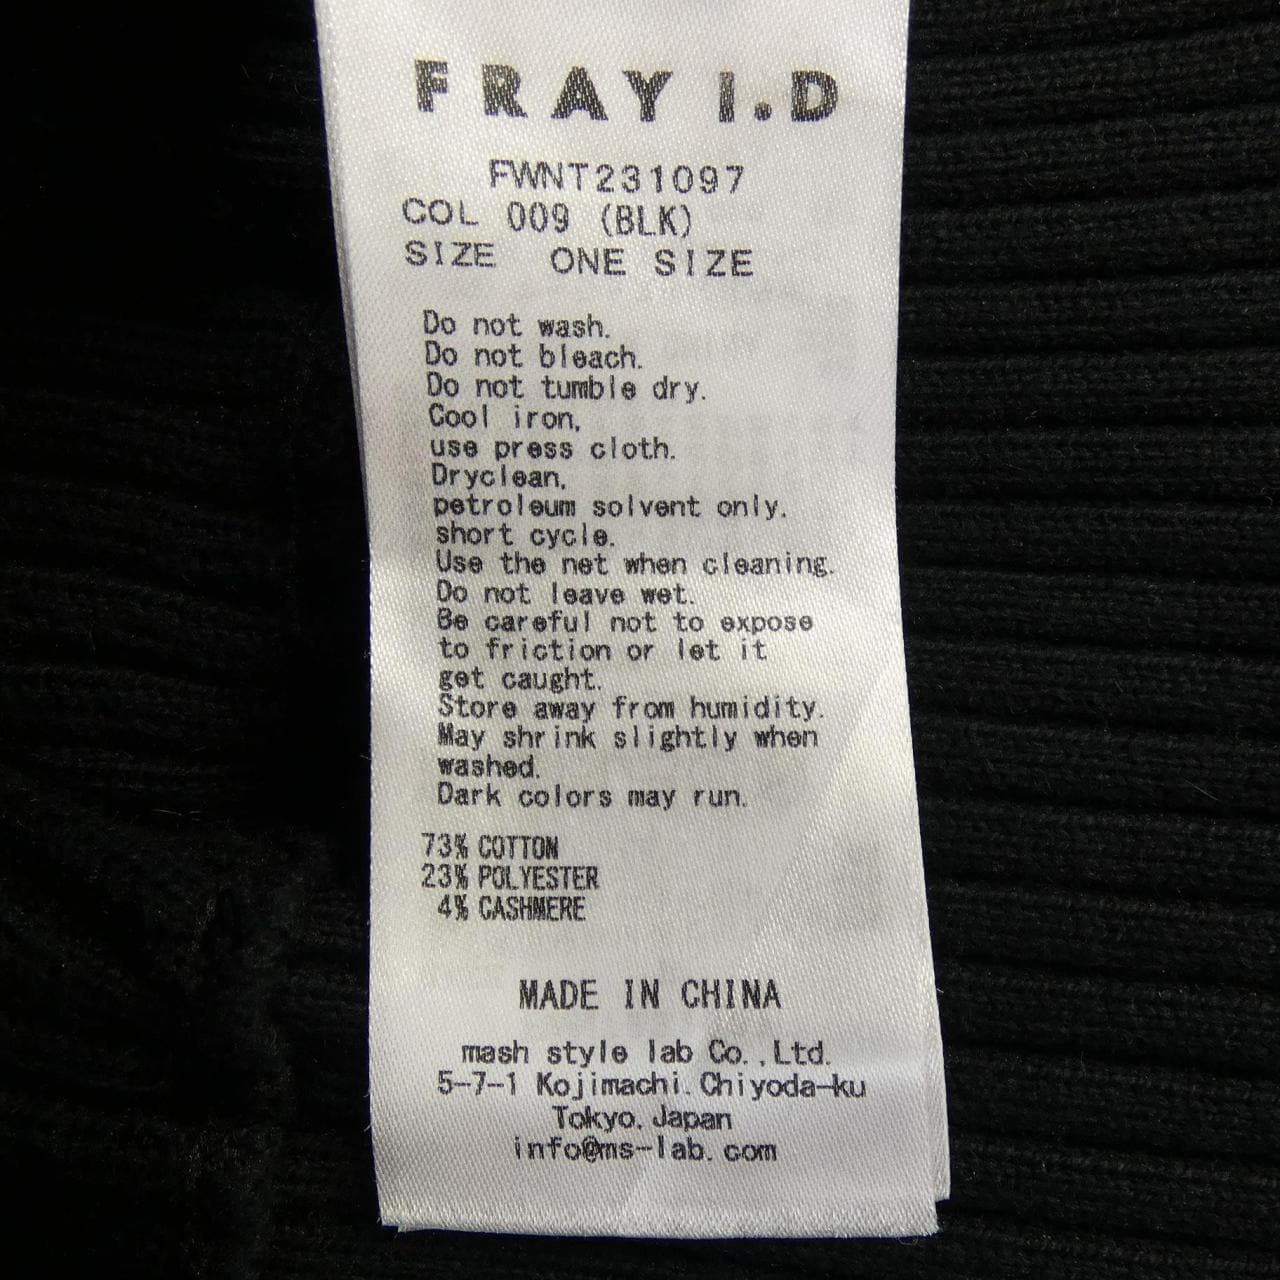 FRAY I.D
FWNT231097
COL 009 (BLK)
SIZE ONE SIZE
Do not wash.
Do not bleach.
Do not tumble dry.
Cool iron,
use press cloth.
Dryclean,
petroleum solvent only.
short cycle.
Use the net when cleaning.
Do not leave wet.
Be careful not to expose
to friction or let it
get caught.
Store away from humidity.
May shrink slightly when
washed.
Dark colors may run.
73% COTTON
23% POLYESTER
4% CASHMERE
MADE IN CHINA
mash style lab Co.,Ltd.
5-7-1 Kojimachi.Chiyoda-ku
Tokyo.Japan
info@ms-lab.com